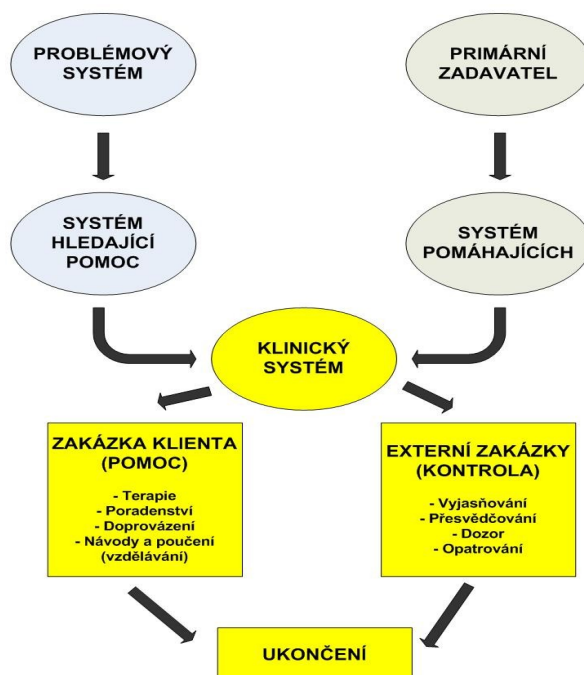 PROBLÉMOVÝ
SYSTÉM
PRIMÁRNÍ
ZADAVATEL
SYSTÉM
HLEDAJÍCÍ
POMOC
SYSTÉM
POMÁHAJÍCÍCH
KLINICKÝ
SYSTÉM
ZAKÁZKA KLIENTA
(POMOC)
- Terapie
- Poradenství
- Doprovázení
- Návody a poučení
(vzdělávání)
EXTERNÍ ZAKÁZKY
(KONTROLA)
- Vyjasňování
- Přesvědčování
- Dozor
- Opatrování
UKONČENÍ